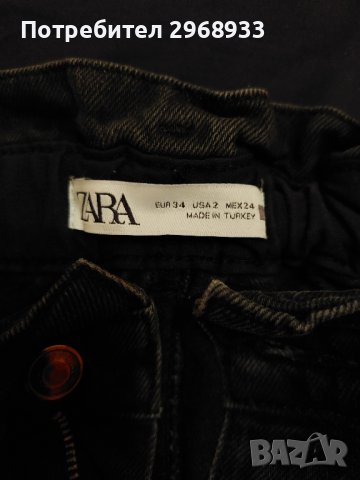 Потребител 2968933
ZARA
EUR 34 USA 2 MEX 24
MADE IN TURKEY
BAZAR